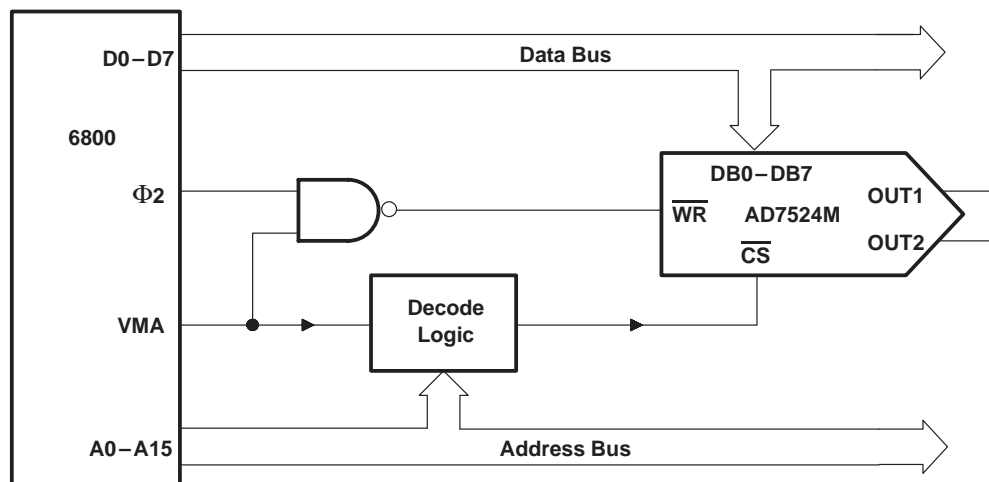 D0–D7
Data Bus
6800
DB0–DB7
Φ2
OUT1
WR AD7524M
OUT2
CS
Decode
Logic
VMA
A0–A15
Address Bus